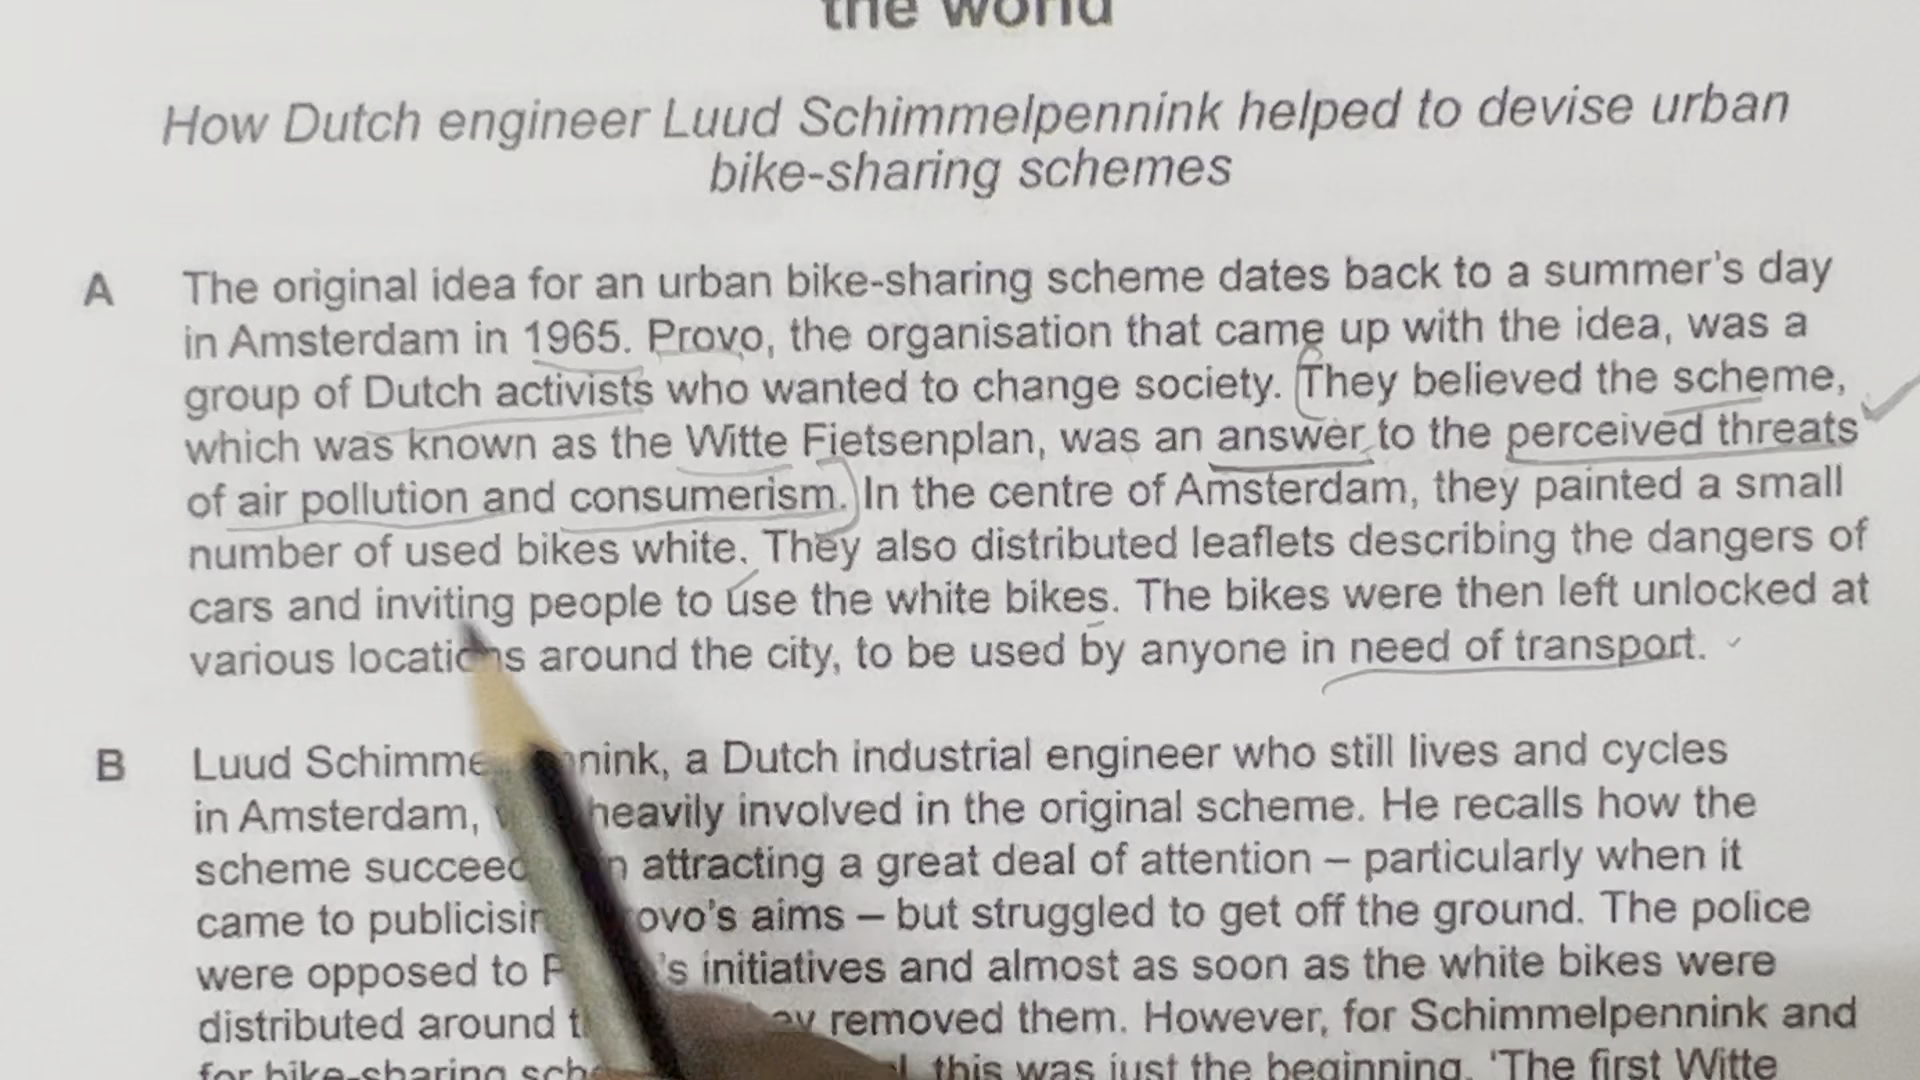 the world
How Dutch engineer Luud Schimmelpennink helped to devise urban
bike-sharing schemes
A The original idea for an urban bike-sharing scheme dates back to a summer's day
in Amsterdam in 1965. Provo, the organisation that came up with the idea, was a
group of Dutch activists who wanted to change society. They believed the scheme,
which was known as the Witte Fietsenplan, was an answer to the perceived threats
of air pollution and consumerism. In the centre of Amsterdam, they painted a small
number of used bikes white. They also distributed leaflets describing the dangers of
cars and inviting people to use the white bikes. The bikes were then left unlocked at
various locations around the city, to be used by anyone in need of transport.
B Luud nink, a Dutch industrial engineer who still lives and cycles
in Amsterdam, heavily involved in the original scheme. He recalls how the
scheme attracting a great deal of attention – particularly when it
came to aims – but struggled to get off the ground. The police
were opposed to 's initiatives and almost as soon as the white bikes were
distributed around removed them. However, for Schimmelpennink and
for bike-sharing this was just the beginning. 'The first Witte